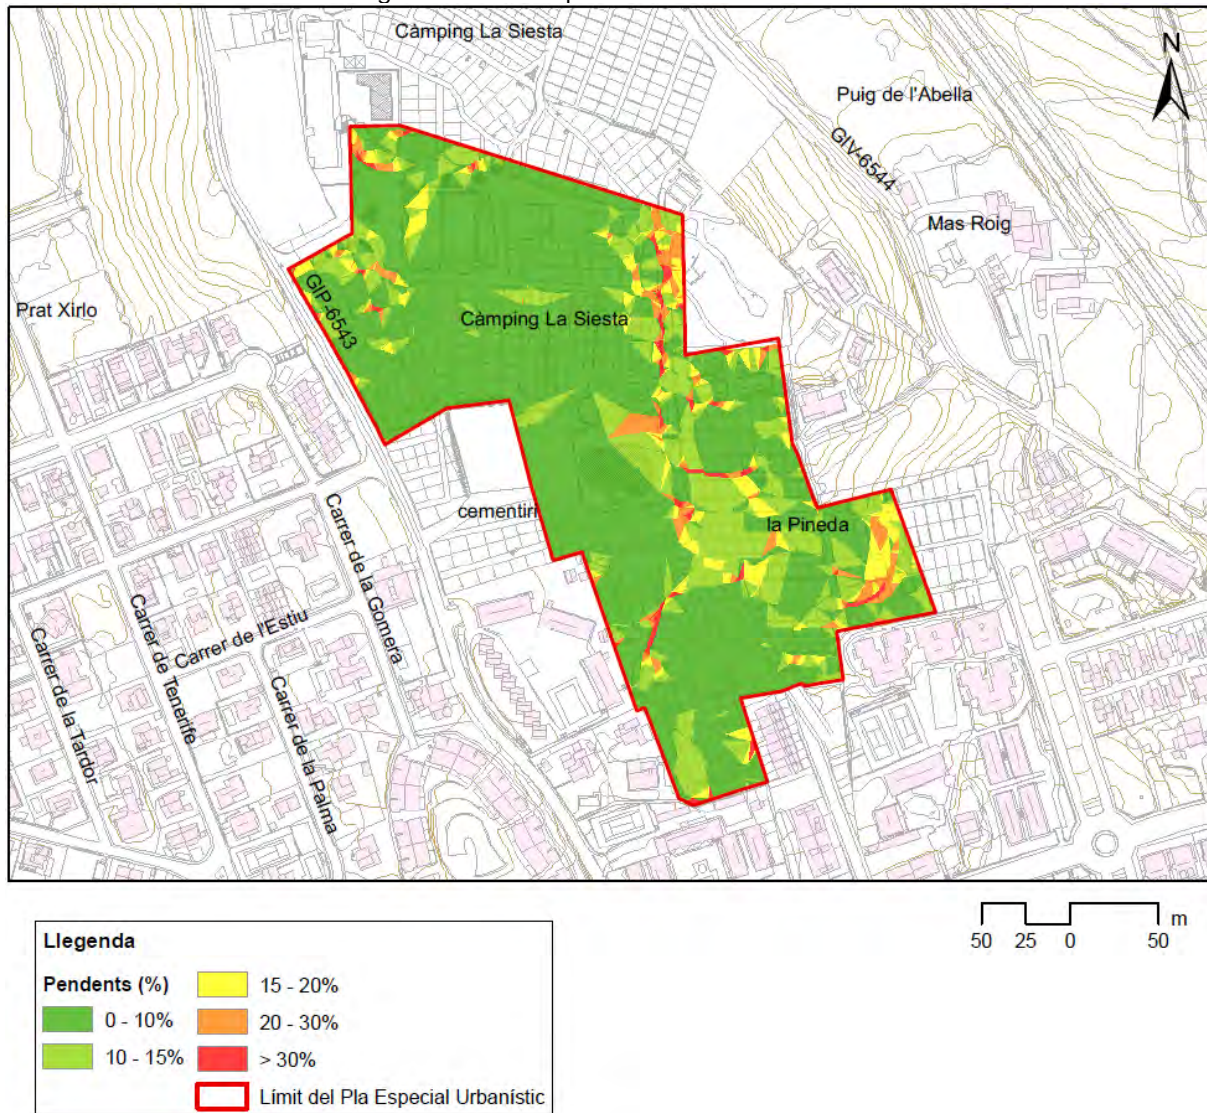 Càmping La Siesta
N
Puig de l'Abella
GIV-6544
Mas Roig
Prat Xirlo
GIP-6543
Càmping La Siesta
cementiri
la Pineda
Carrer de la Gomera
Carrer de l'Estiu
Carrer de Tenerife
Carrer de la Tardor
Carrer de la Palma
50 25 0 50 m
Llegenda
Pendents (%)
0 - 10%
10 - 15%
15 - 20%
20 - 30%
> 30%
Límit del Pla Especial Urbanístic